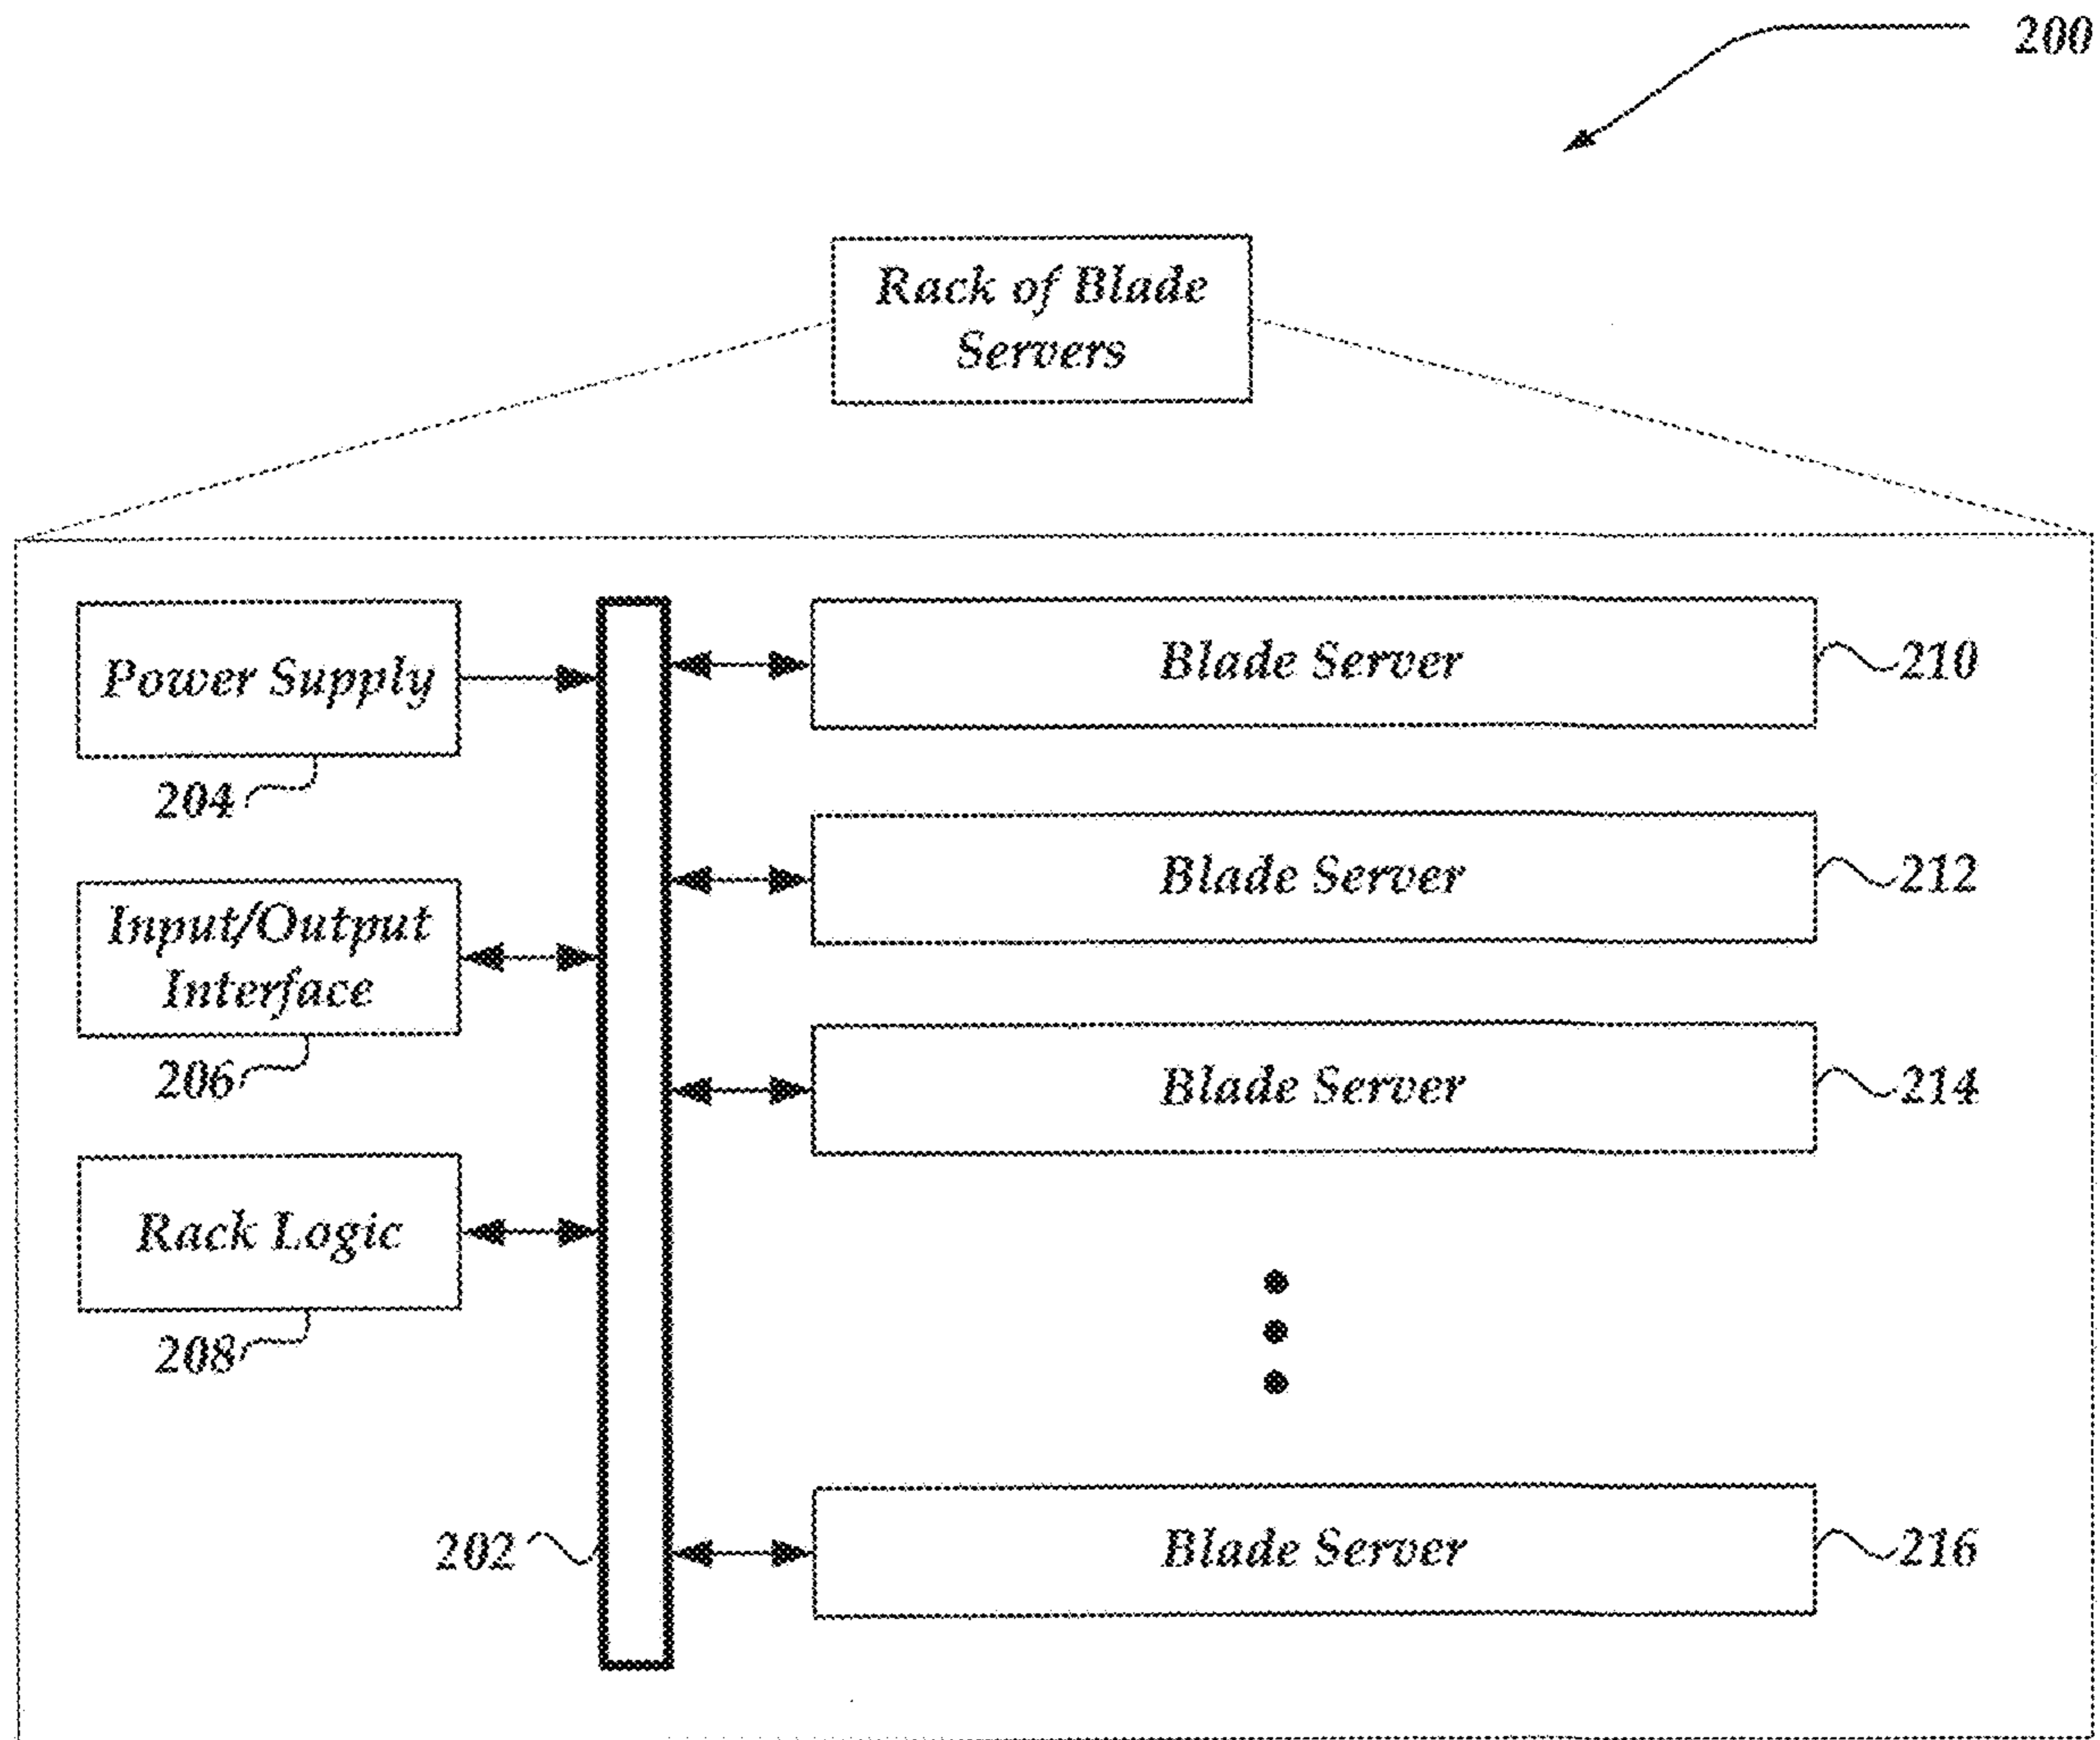 200
Rack of Blade
Servers
Power Supply
204
Input/Output
Interface
206
Rack Logic
208
202
Blade Server
210
Blade Server
212
Blade Server
214
Blade Server
216